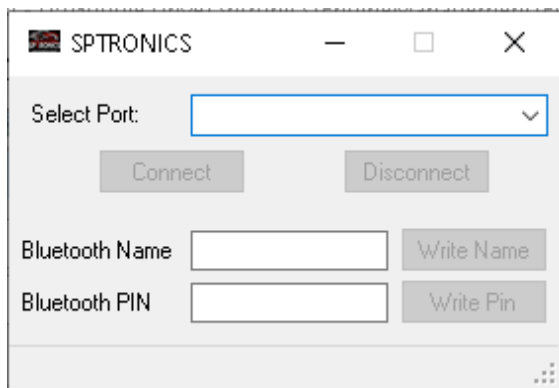 SPTRONICS
Select Port:
Connect Disconnect
Bluetooth Name Write Name
Bluetooth PIN Write Pin